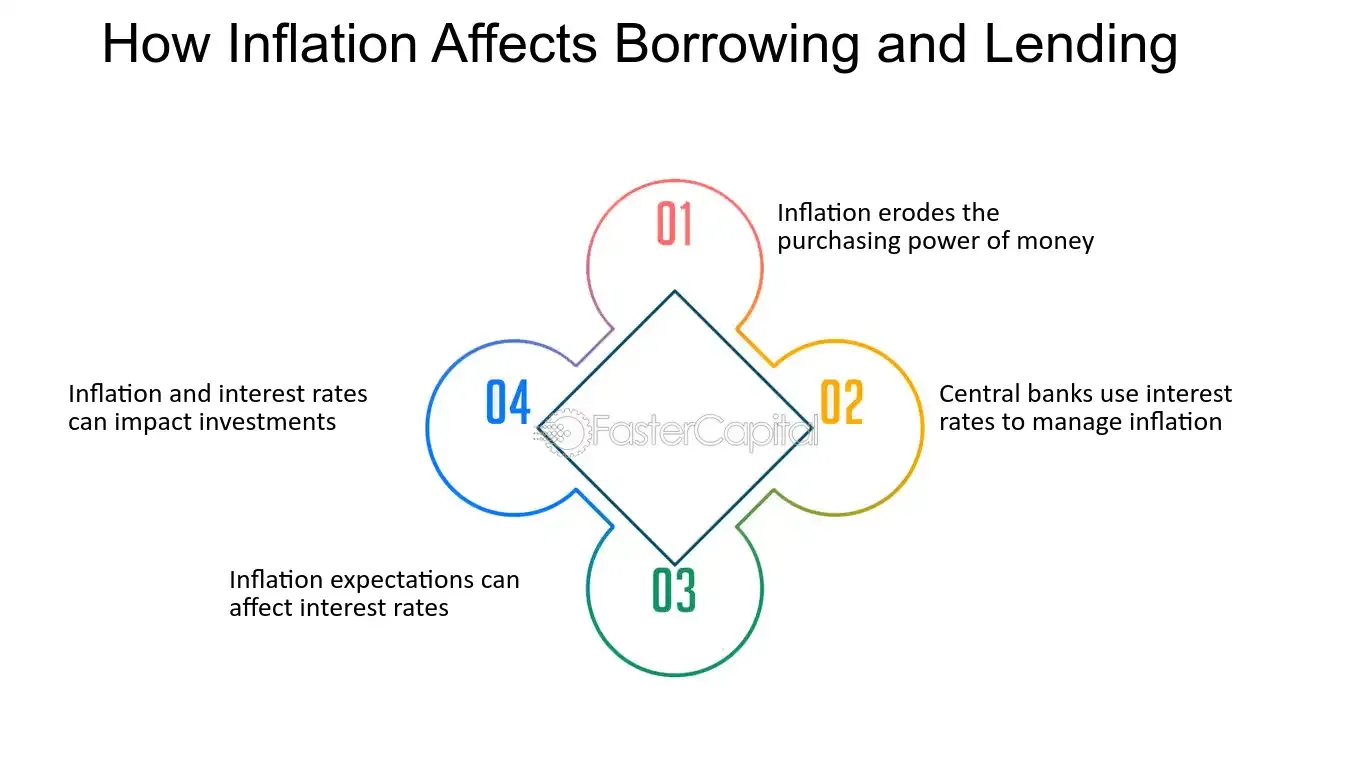 How Inflation Affects Borrowing and Lending
01
Inflation erodes the
purchasing power of money
02
Central banks use interest
rates to manage inflation
03
Inflation expectations can
affect interest rates
04
Inflation and interest rates
can impact investments
FasterCapital